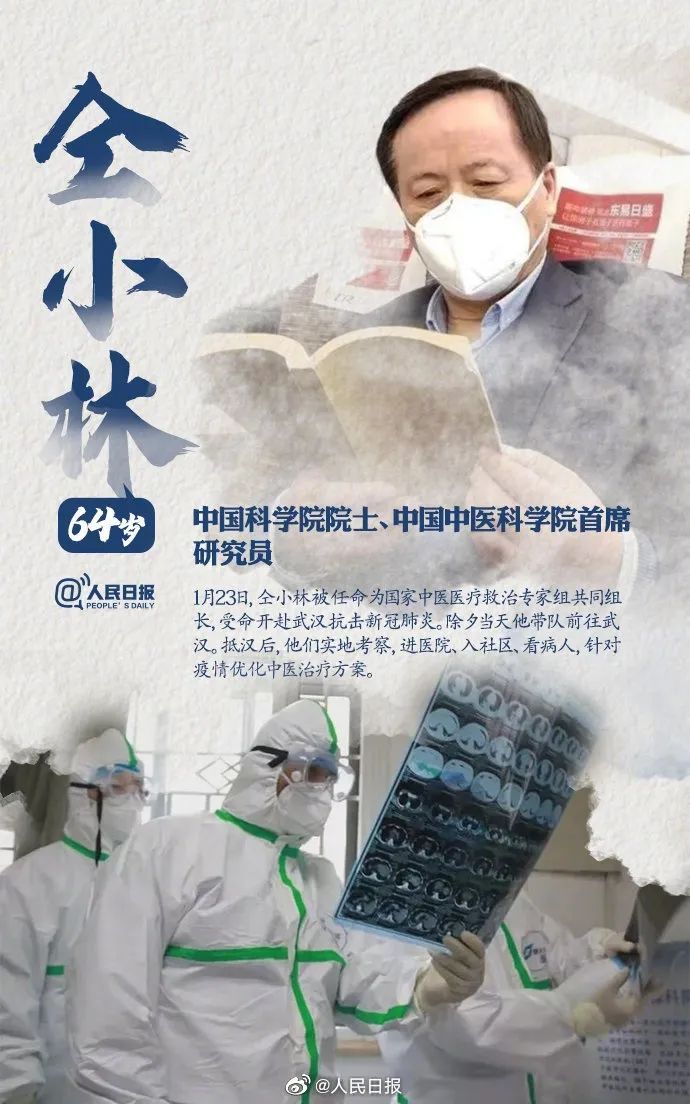 仝小林
64岁
@人民日报
PEOPLE'S DAILY
中国科学院院士、中国中医科学院首席
研究员
1月23日,仝小林被任命为国家中医医疗救治专家组共同组
长,受命开赴武汉抗击新冠肺炎。除夕当天他带队前往武
汉。抵汉后,他们实地考察,进医院、入社区、看病人,针对
疫情优化中医治疗方案。
东易日盛
@人民日报